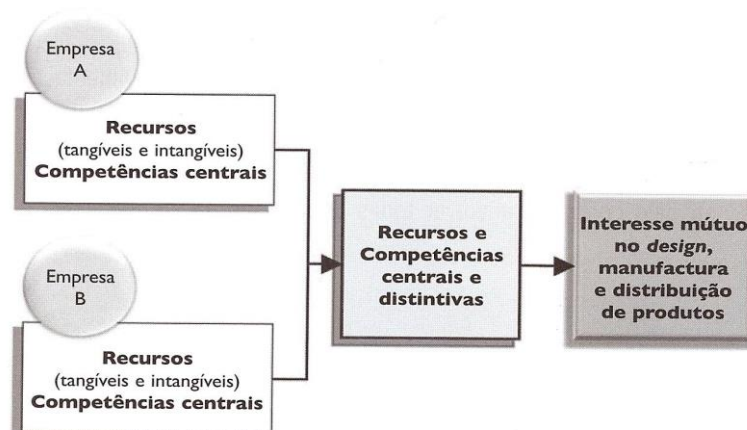 Empresa
A
Recursos
(tangíveis e intangíveis)
Competências centrais
Empresa
B
Recursos
(tangíveis e intangíveis)
Competências centrais
Recursos e
Competências
centrais e
distintivas
Interesse mútuo
no design,
manufactura
e distribuição
de produtos